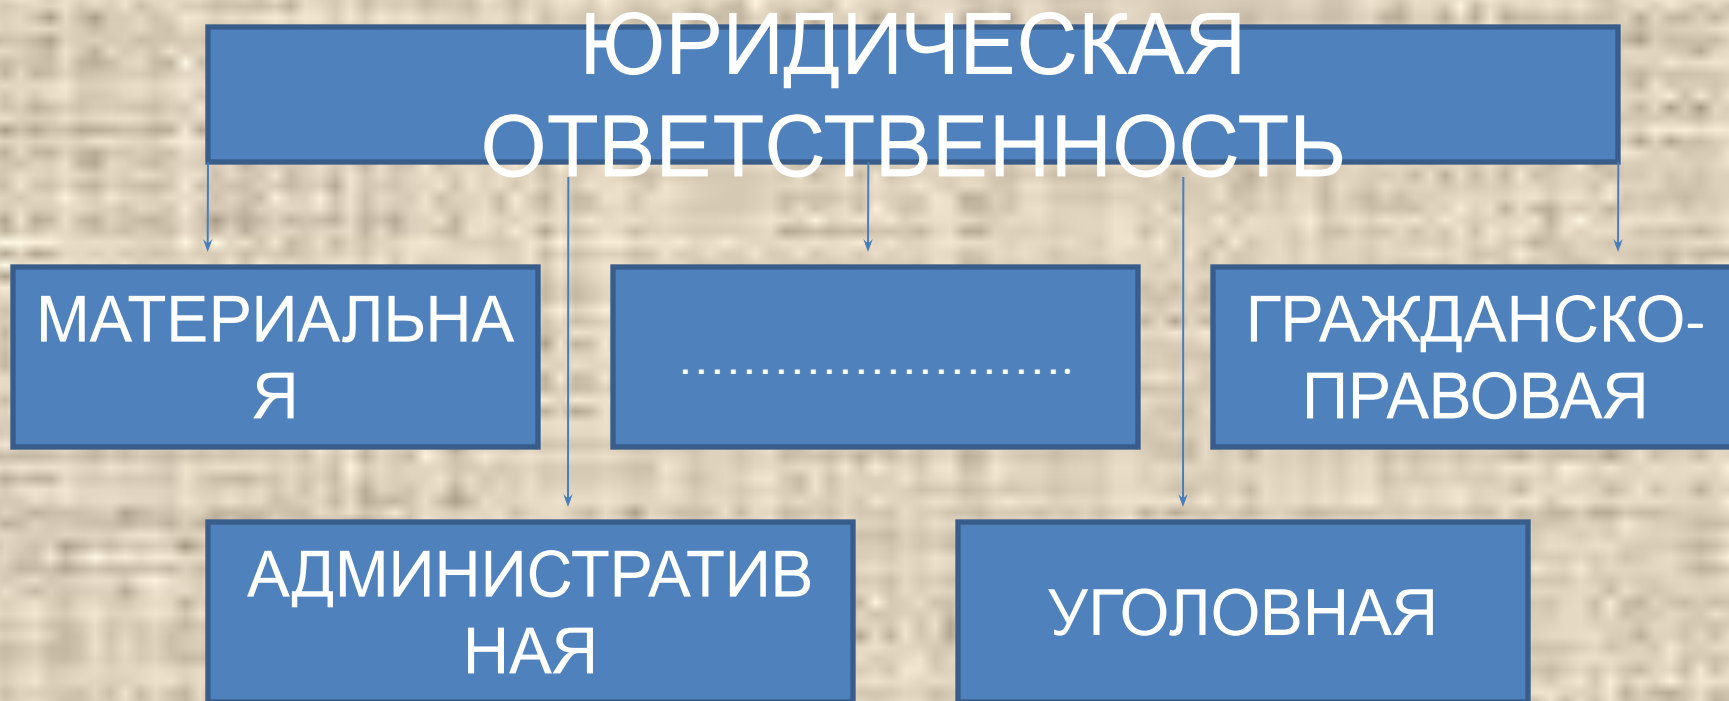 ЮРИДИЧЕСКАЯ
ОТВЕТСТВЕННОСТЬ
МАТЕРИАЛЬНА
Я
……………………..
ГРАЖДАНСКО-
ПРАВОВАЯ
АДМИНИСТРАТИВ
НАЯ
УГОЛОВНАЯ